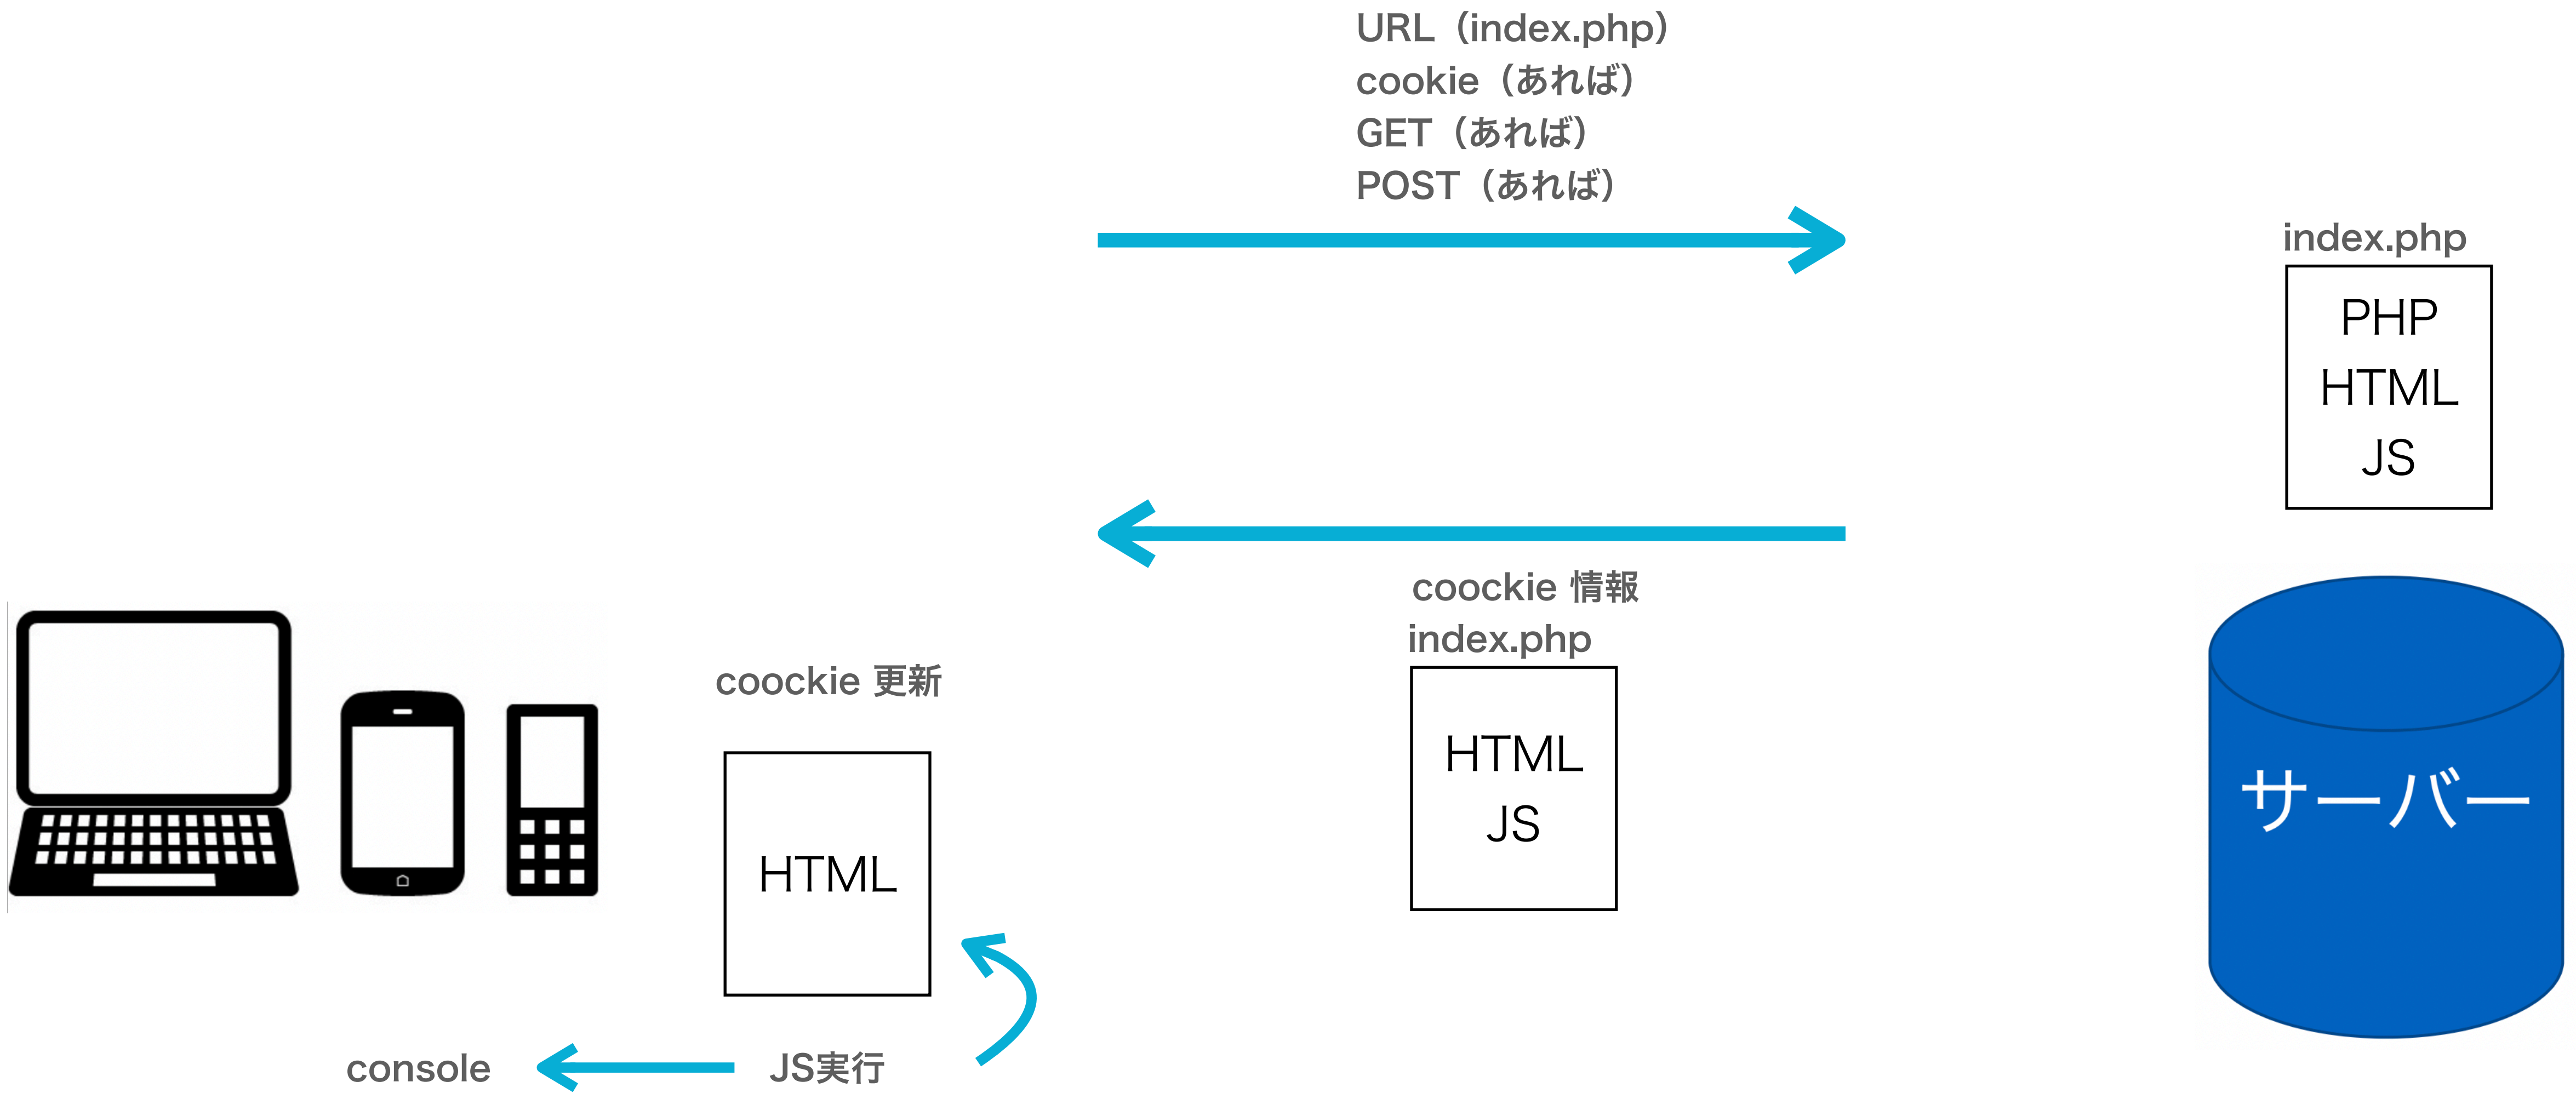 URL（index.php）
cookie（あれば）
GET（あれば）
POST（あれば）
index.php
PHP
HTML
JS
coockie 情報
index.php
HTML
JS
coockie 更新
HTML
サーバー
console
JS実行